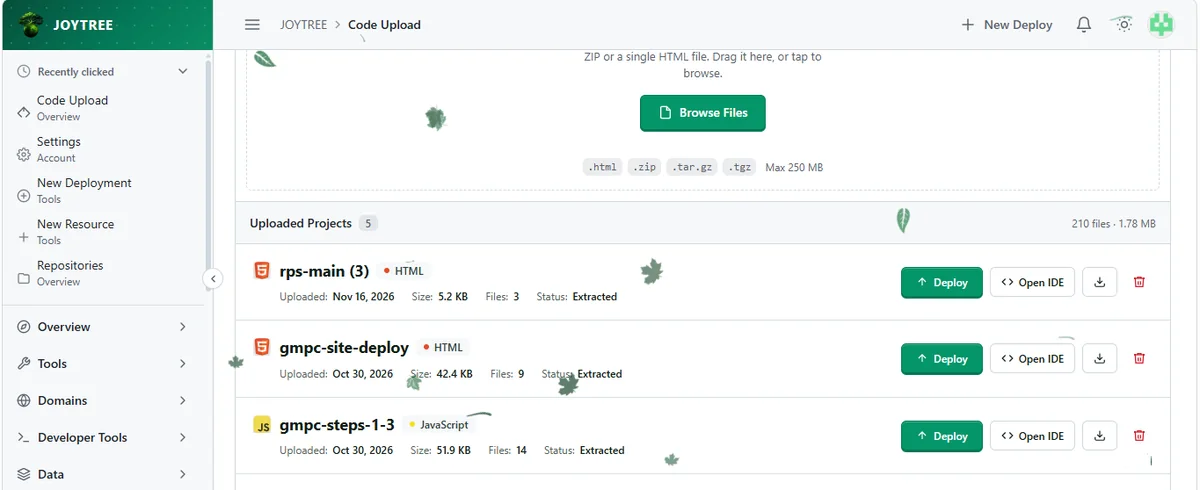 JOYTREE
JOYTREE > Code Upload
New Deploy
Recently clicked
Code Upload
Overview
Settings
Account
New Deployment
Tools
New Resource
Tools
Repositories
Overview
Overview
Tools
Domains
Developer Tools
Data
ZIP or a single HTML file. Drag it here, or tap to
browse.
Browse Files
.html .zip .tar.gz .tgz Max 250 MB
Uploaded Projects 5 210 files · 1.78 MB
rps-main (3) HTML
Uploaded: Nov 16, 2026 Size: 5.2 KB Files: 3 Status: Extracted
Deploy Open IDE
gmpc-site-deploy HTML
Uploaded: Oct 30, 2026 Size: 42.4 KB Files: 9 Status: Extracted
Deploy Open IDE
JS gmpc-steps-1-3 JavaScript
Uploaded: Oct 30, 2026 Size: 51.9 KB Files: 14 Status: Extracted
Deploy Open IDE